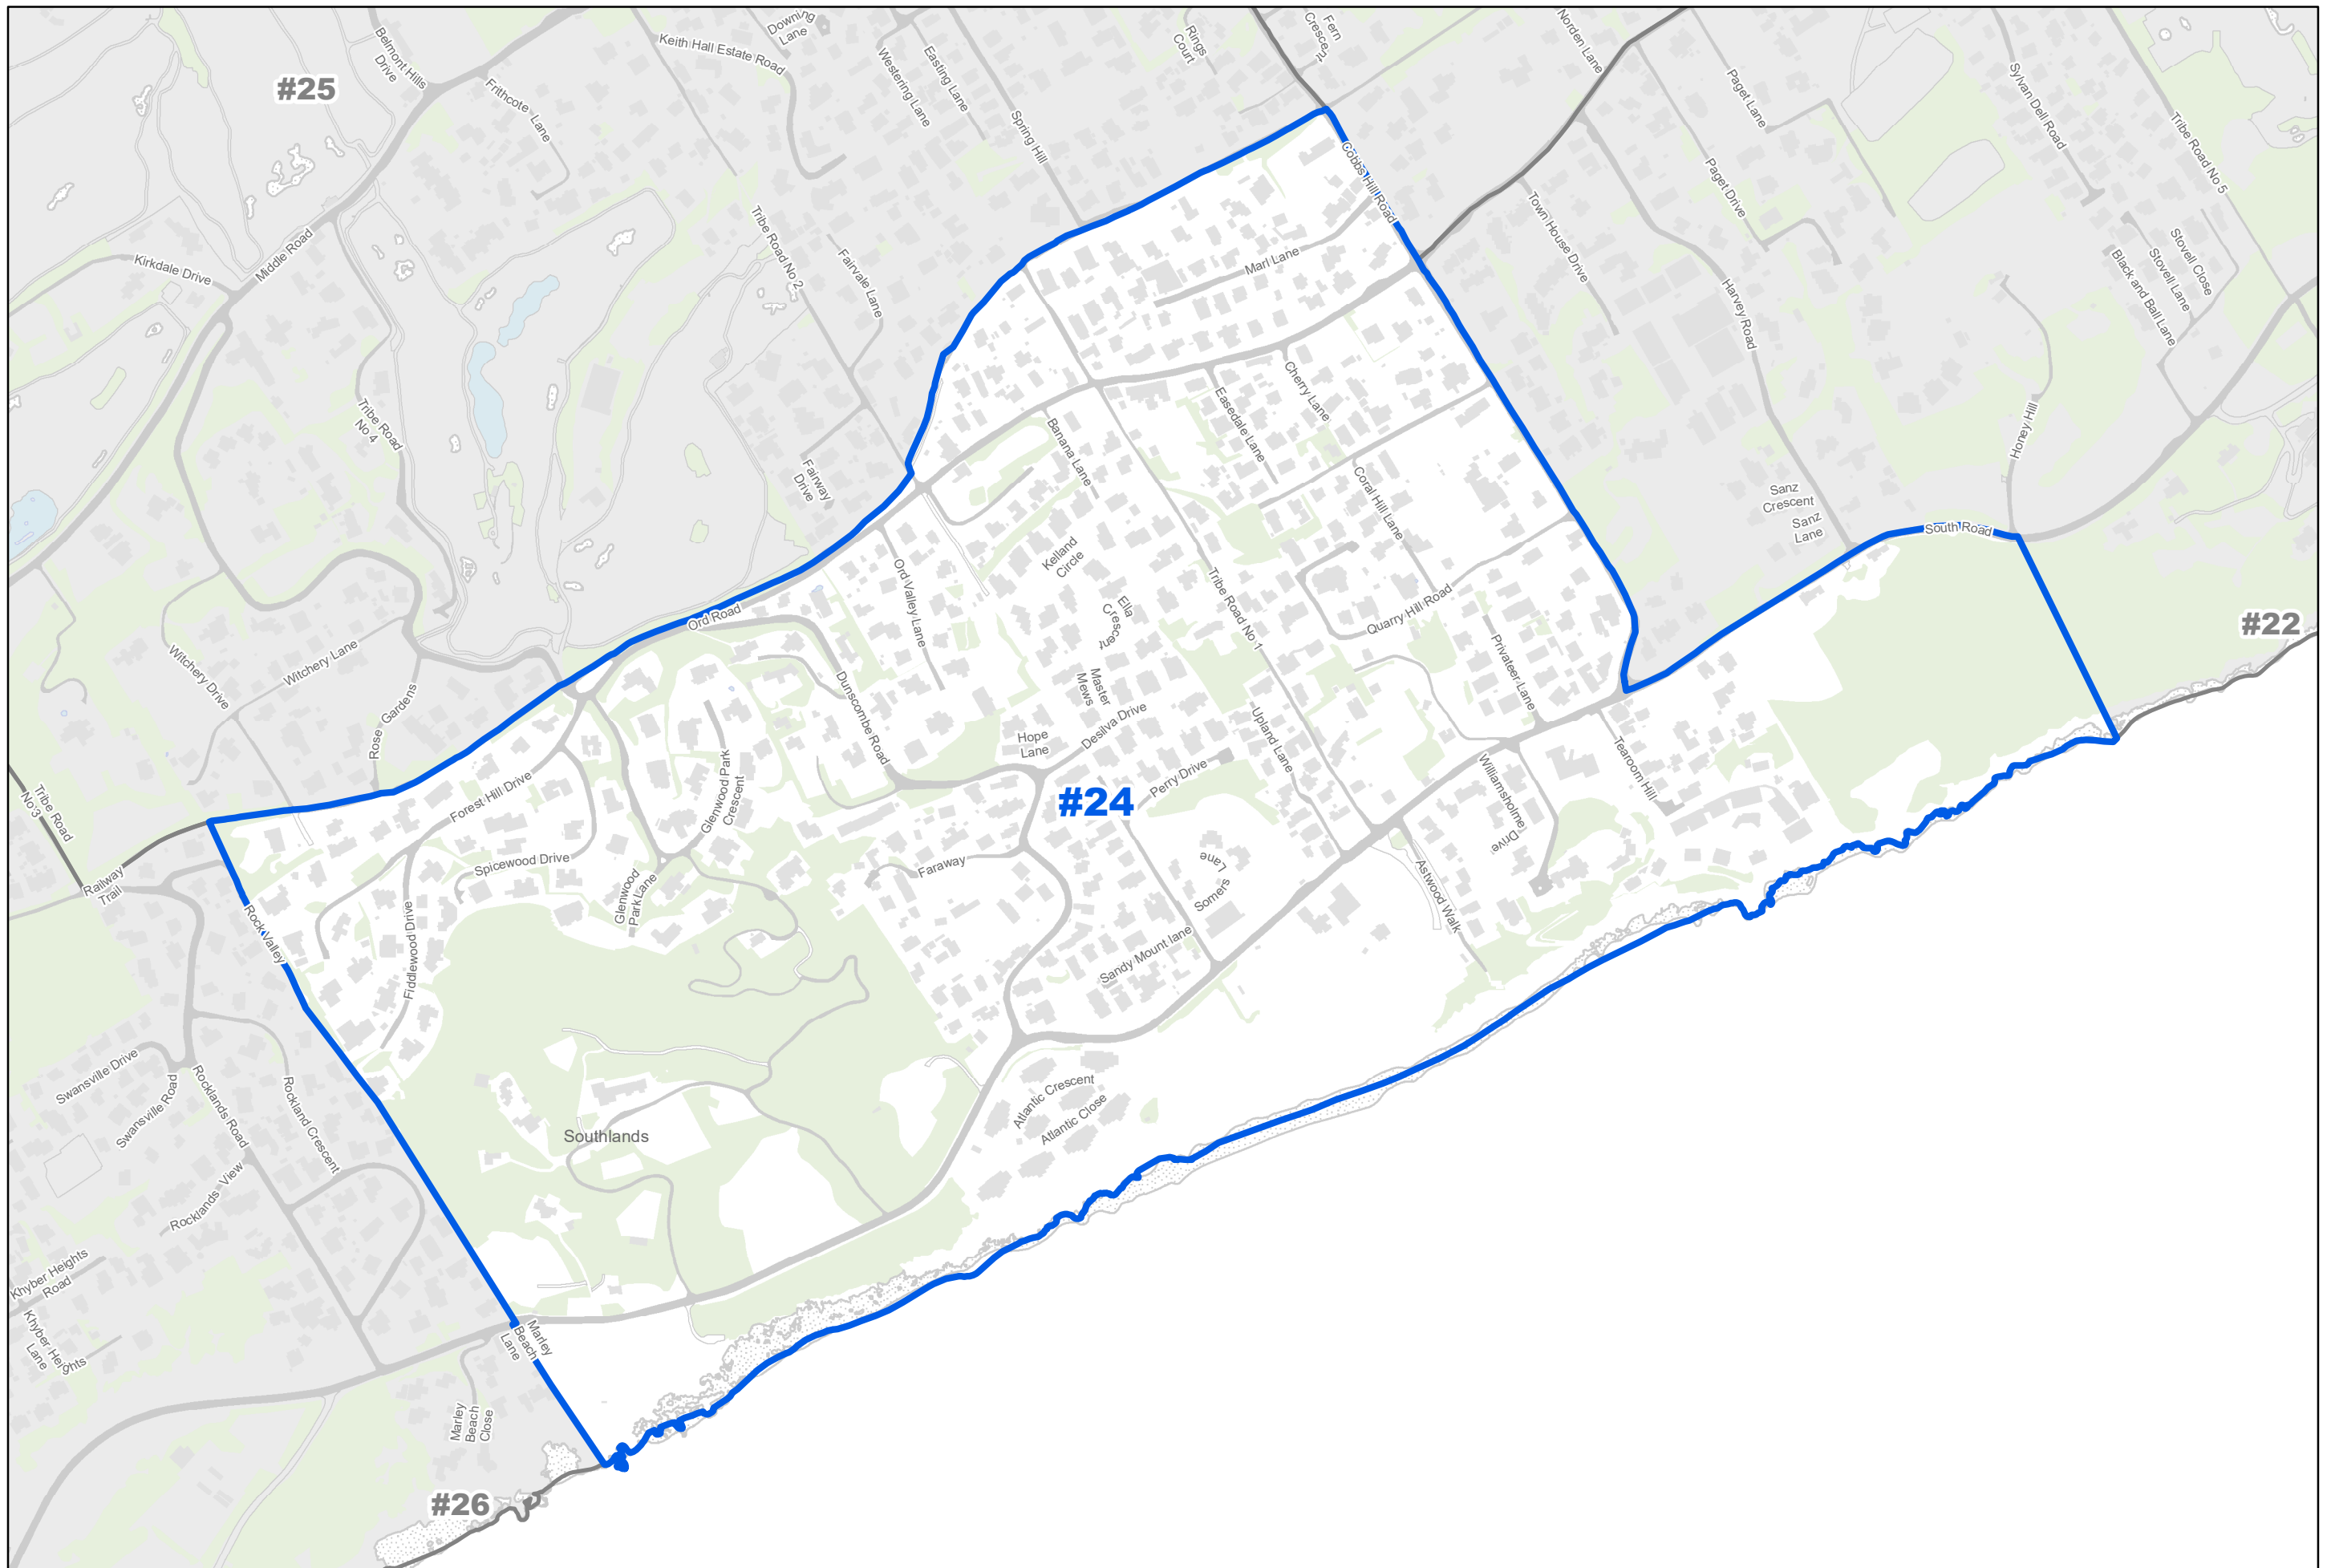 Downing
Lane
Fern
Crescent
Rings
Court
Norden Lane
Belmont Hills
Drive
Keith Hall Estate Road
Westering Lane
Easting Lane
#25
Frithcote Lane
Spring Hill
Paget Lane
Sylvan Dell Road
Tribe Road No 5
Cobbs Hill Road
Paget Drive
Town House Drive
Tribe Road No 2
Fairvale Lane
Middle Road
Kirkdale Drive
Marl Lane
Harvey Road
Stovell Close
Stovell Lane
Black and Ball Lane
Tribe Road
No 4
Cherry Lane
Easedale Lane
Banana Lane
Honey Hill
Fairway
Drive
Coral Hill Lane
Sanz
Crescent
Sanz
Lane
South Road
Kelland
Circle
Ord Valley Lane
Ella
Crescent
Tribe Road No 1
Quarry Hill Road
Ord Road
#22
Witchery Lane
Witchery Drive
Rose Gardens
Dunscombe Road
Master
Mews
Privateer Lane
Hope
Lane
Desilva Drive
Upland Lane
Perry Drive
Tearoom Hill
Glenwood Park
Crescent
#24
Williamsholme
Drive
Forest Hill Drive
Tribe Road
No 3
Spicewood Drive
Faraway
Somers
Lane
Railway
Trail
Glenwood
Park Lane
Astwood Walk
Rock Valley
Fiddlewood Drive
Sandy Mount lane
Swansville Drive
Swansville Road
Rocklands Road
Rockland Crescent
Atlantic Crescent
Atlantic Close
Southlands
Rocklands View
Khyber Heights
Road
Khyber Heights
Lane
Marley
Beach
Lane
Marley
Beach
Close
#26